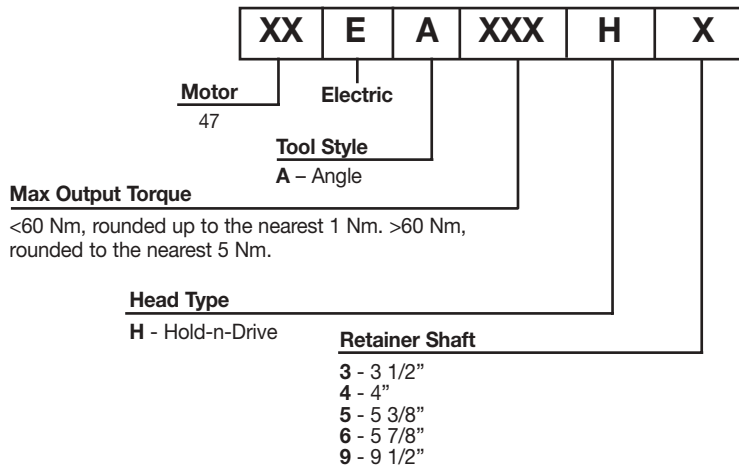 XX E A XXX H X
Motor
47
Electric
Tool Style
A – Angle
Max Output Torque
<60 Nm, rounded up to the nearest 1 Nm. >60 Nm,
rounded to the nearest 5 Nm.
Head Type
H - Hold-n-Drive
Retainer Shaft
3 - 3 1/2”
4 - 4”
5 - 5 3/8”
6 - 5 7/8”
9 - 9 1/2”